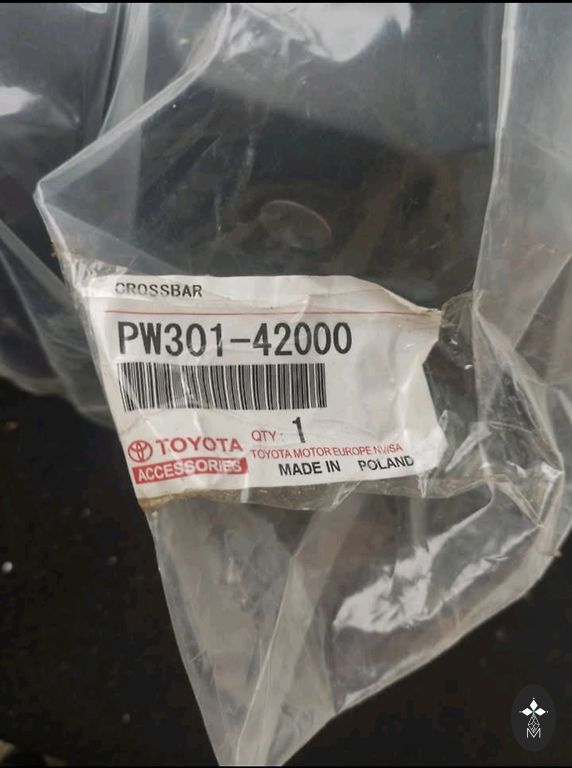 CROSSBAR
PW301-42000
TOYOTA
ACCESSORIES
QTY: 1
TOYOTA MOTOR EUROPE NV/SA
MADE IN POLAND
M